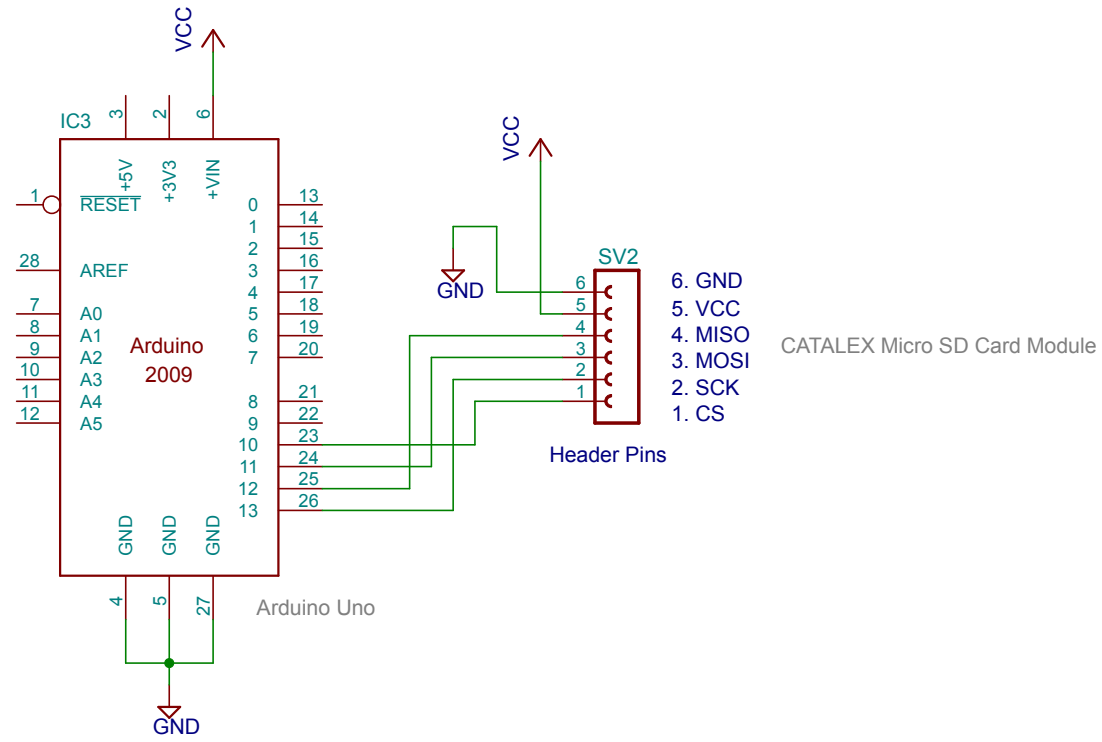 VCC
3
2
6
IC3
+5V
+3V3
+VIN
1
RESET
28
AREF
7
A0
8
A1
9
A2
10
A3
11
A4
12
A5
Arduino
2009
0
13
1
14
2
15
3
16
4
17
5
18
6
19
7
20
8
21
9
22
10
23
11
24
12
25
13
26
GND
GND
GND
4
5
27
Arduino Uno
GND
VCC
GND
SV2
6
5
4
3
2
1
6. GND
5. VCC
4. MISO
3. MOSI
2. SCK
1. CS
CATALEX Micro SD Card Module
Header Pins